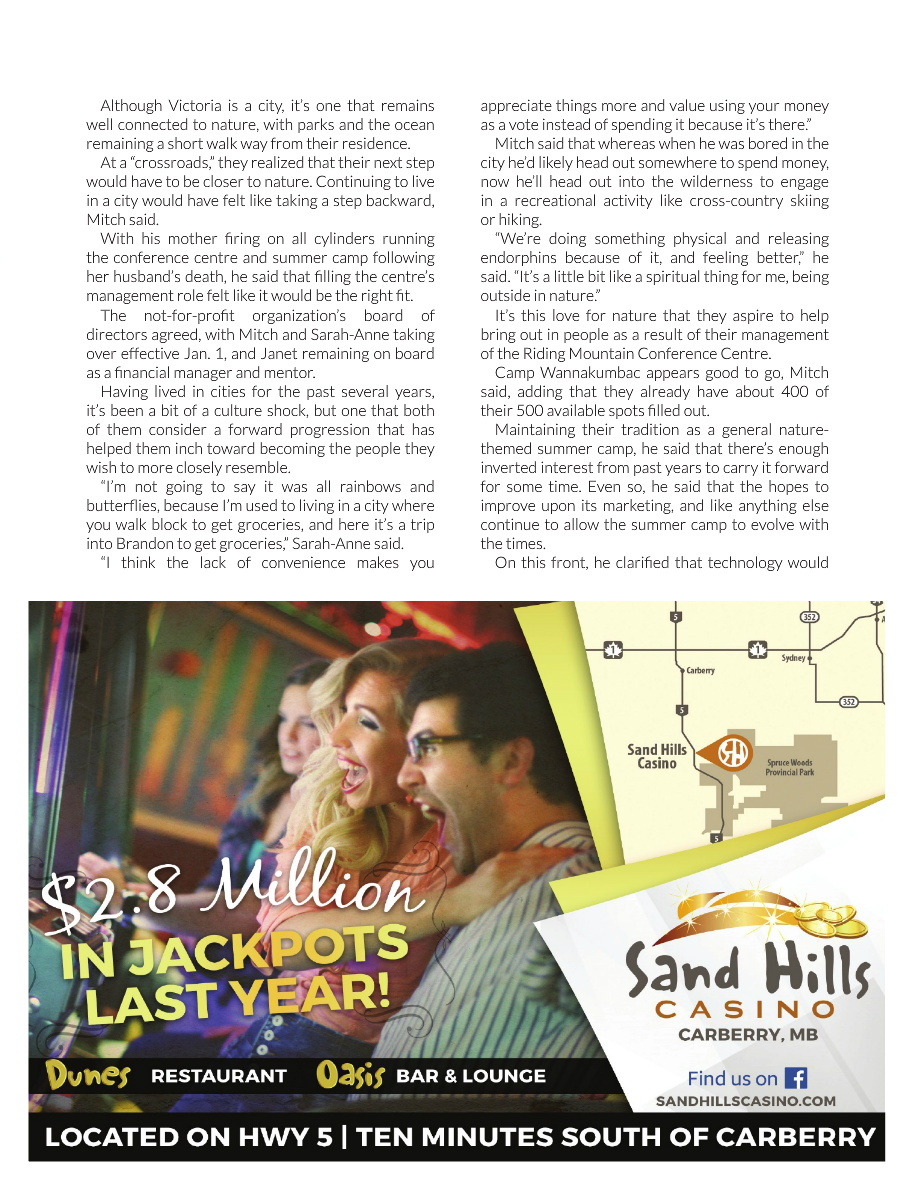 Although Victoria is a city, it’s one that remains
well connected to nature, with parks and the ocean
remaining a short walk way from their residence.
At a “crossroads,” they realized that their next step
would have to be closer to nature. Continuing to live
in a city would have felt like taking a step backward,
Mitch said.
With his mother firing on all cylinders running
the conference centre and summer camp following
her husband’s death, he said that filling the centre’s
management role felt like it would be the right fit.
The not-for-profit organization’s board of
directors agreed, with Mitch and Sarah-Anne taking
over effective Jan. 1, and Janet remaining on board
as a financial manager and mentor.
Having lived in cities for the past several years,
it’s been a bit of a culture shock, but one that both
of them consider a forward progression that has
helped them inch toward becoming the people they
wish to more closely resemble.
“I’m not going to say it was all rainbows and
butterflies, because I’m used to living in a city where
you walk block to get groceries, and here it’s a trip
into Brandon to get groceries,” Sarah-Anne said.
“I think the lack of convenience makes you
appreciate things more and value using your money
as a vote instead of spending it because it’s there.”
Mitch said that whereas when he was bored in the
city he’d likely head out somewhere to spend money,
now he’ll head out into the wilderness to engage
in a recreational activity like cross-country skiing
or hiking.
“We’re doing something physical and releasing
endorphins because of it, and feeling better,” he
said. “It’s a little bit like a spiritual thing for me, being
outside in nature.”
It’s this love for nature that they aspire to help
bring out in people as a result of their management
of the Riding Mountain Conference Centre.
Camp Wannakumbac appears good to go, Mitch
said, adding that they already have about 400 of
their 500 available spots filled out.
Maintaining their tradition as a general nature-
themed summer camp, he said that there’s enough
inverted interest from past years to carry it forward
for some time. Even so, he said that the hopes to
improve upon its marketing, and like anything else
continue to allow the summer camp to evolve with
the times.
On this front, he clarified that technology would
5
352
1
1
Sydney
Carberry
352
5
Sand Hills
Casino
SH
Spruce Woods
Provincial Park
5
$2.8 Million
IN JACKPOTS
LAST YEAR!
Sand Hills
CASINO
CARBERRY, MB
Dunes RESTAURANT Oasis BAR & LOUNGE
Find us on f
SANDHILLSCASINO.COM
LOCATED ON HWY 5 | TEN MINUTES SOUTH OF CARBERRY